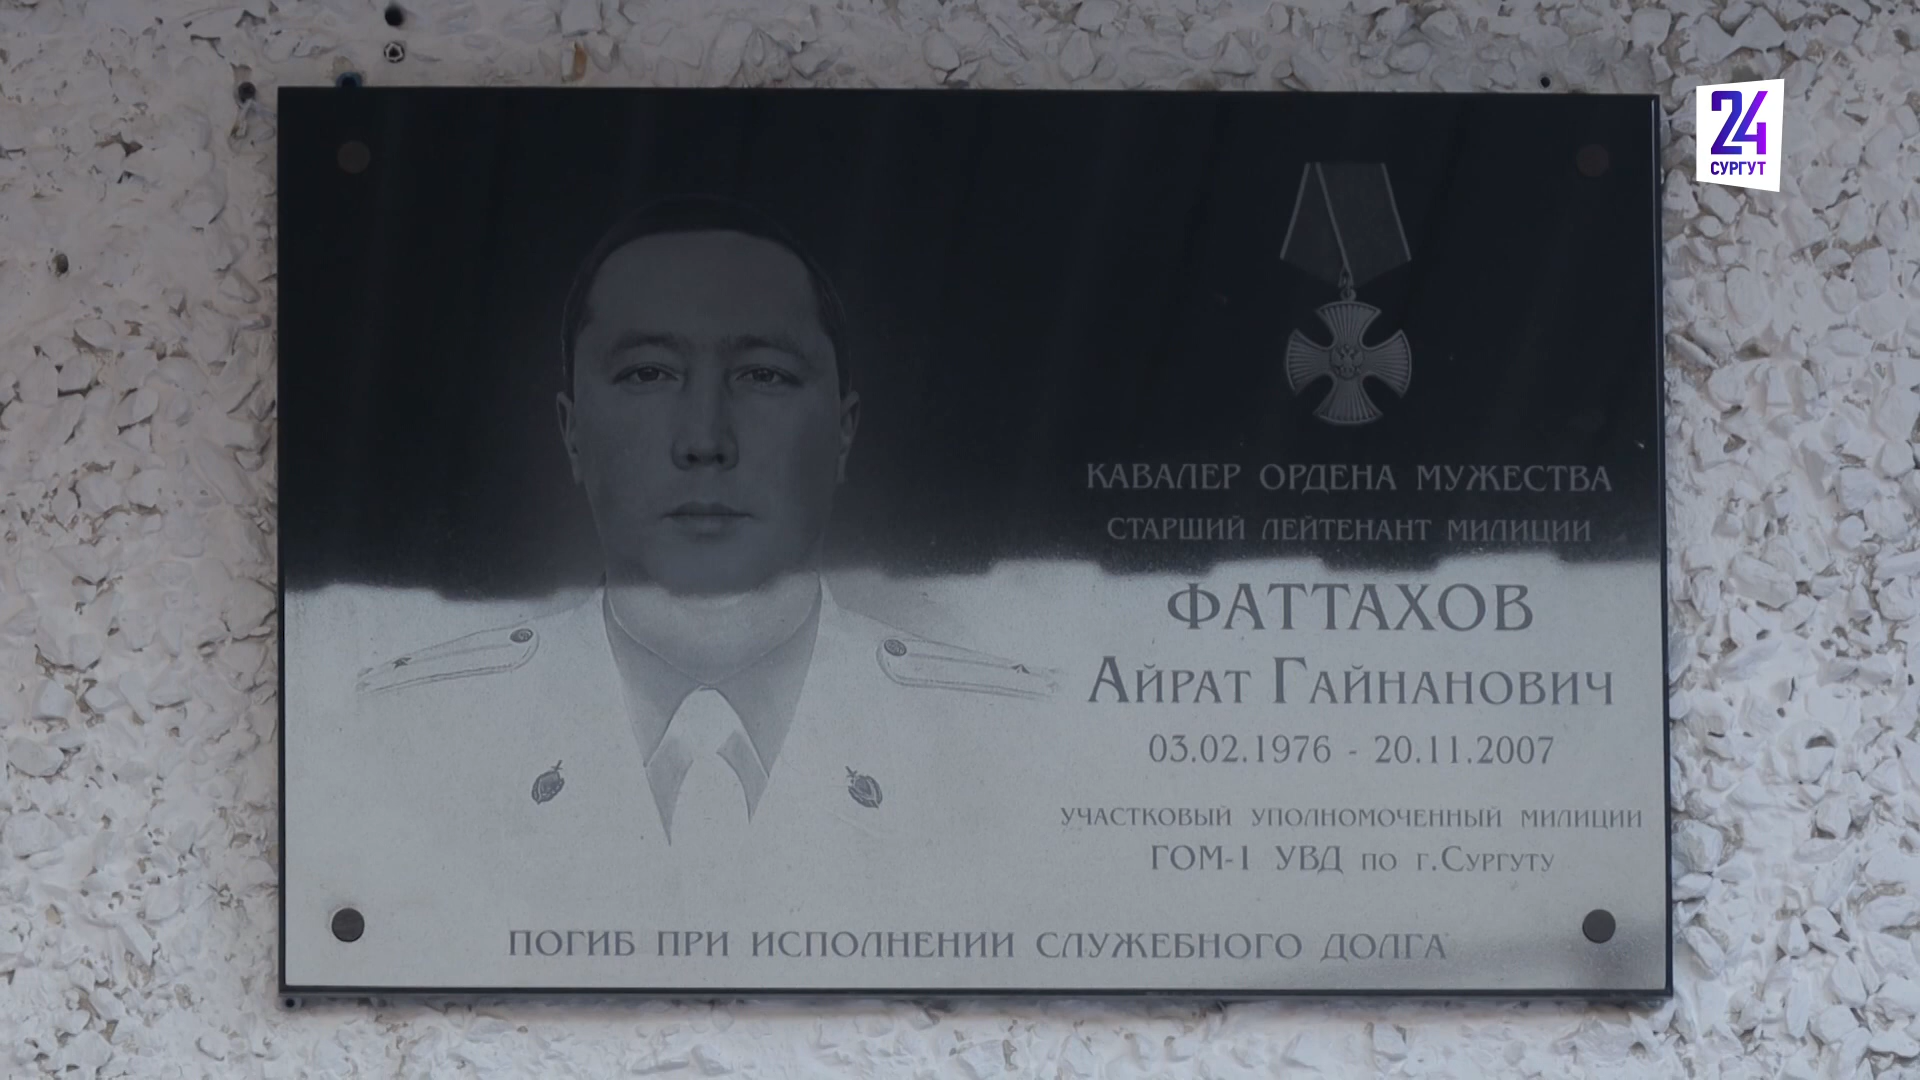 24
СУРГУТ
КАВАЛЕР ОРДЕНА МУЖЕСТВА
СТАРШИЙ ЛЕЙТЕНАНТ МИЛИЦИИ
ФАТТАХОВ
АЙРАТ ГАЙНАНОВИЧ
03.02.1976 - 20.11.2007
УЧАСТКОВЫЙ УПОЛНОМОЧЕННЫЙ МИЛИЦИИ
ГОМ-1 УВД ПО Г.СУРГУТУ
ПОГИБ ПРИ ИСПОЛНЕНИИ СЛУЖЕБНОГО ДОЛГА